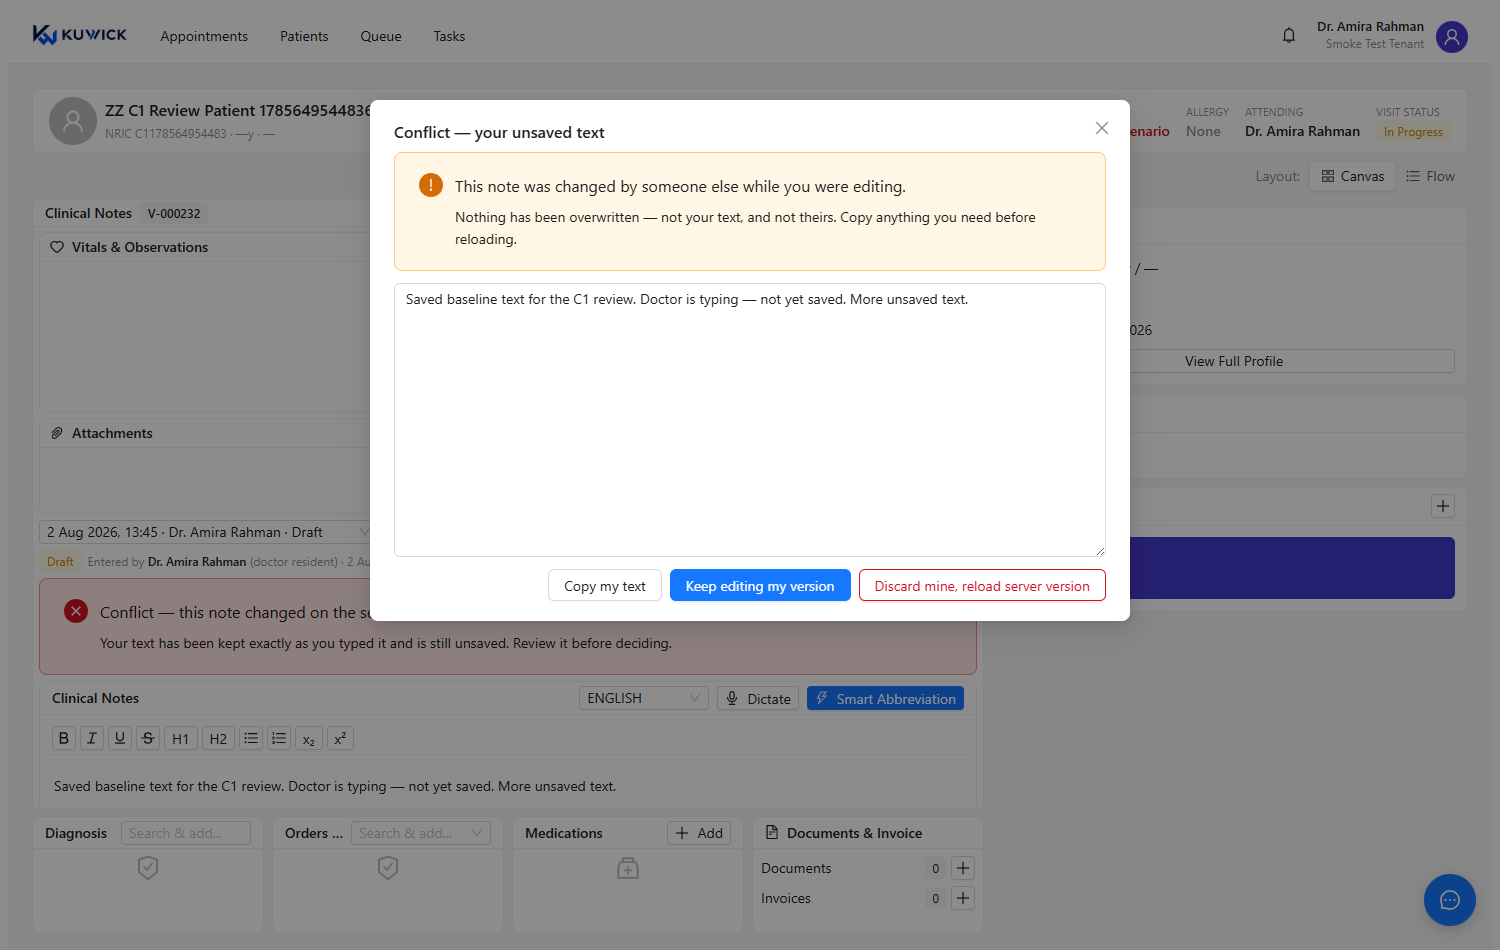 KUWICK
Appointments
Patients
Queue
Tasks
Dr. Amira Rahman
Smoke Test Tenant
ZZ C1 Review Patient 1785649544836
NRIC C1178564954483 · —y · —
enario
ALLERGY
None
ATTENDING
Dr. Amira Rahman
VISIT STATUS
In Progress
Layout:
Canvas
Flow
Clinical Notes
V-000232
Vitals & Observations
Attachments
2 Aug 2026, 13:45 · Dr. Amira Rahman · Draft
Draft
Entered by Dr. Amira Rahman (doctor resident) · 2 Au
Conflict — this note changed on the se
Your text has been kept exactly as you typed it and is still unsaved. Review it before deciding.
Conflict — your unsaved text
This note was changed by someone else while you were editing.
Nothing has been overwritten — not your text, and not theirs. Copy anything you need before
reloading.
Saved baseline text for the C1 review. Doctor is typing — not yet saved. More unsaved text.
Copy my text
Keep editing my version
Discard mine, reload server version
/ —
026
View Full Profile
Clinical Notes
ENGLISH
Dictate
Smart Abbreviation
B
I
U
S
H1
H2
x₂
x²
Saved baseline text for the C1 review. Doctor is typing — not yet saved. More unsaved text.
Diagnosis
Search & add...
Orders ...
Search & add...
Medications
Add
Documents & Invoice
Documents
0
Invoices
0